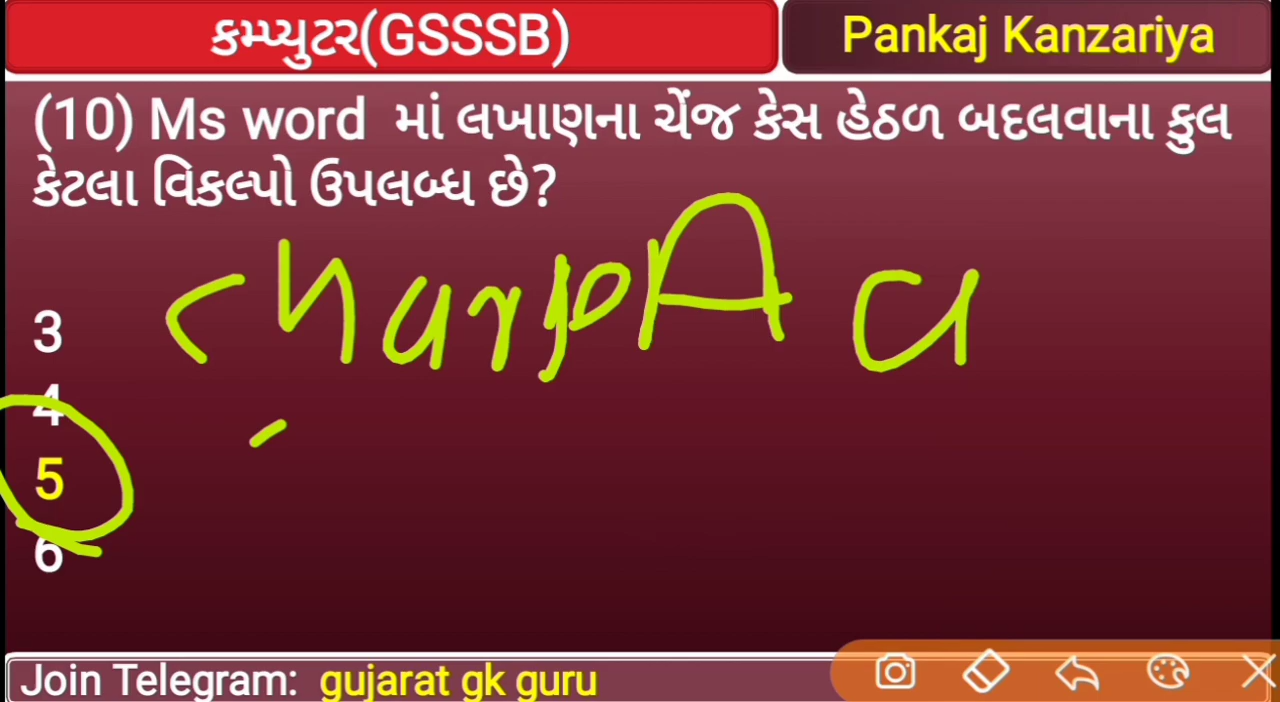 કમ્પ્યુટર(GSSSB)
Pankaj Kanzariya
(10) Ms word માં લખાણના ચેંજ કેસ હેઠળ બદલવાના કુલ
કેટલા વિકલ્પો ઉપલબ્ધ છે?
3
4
5
6
Join Telegram: gujarat gk guru